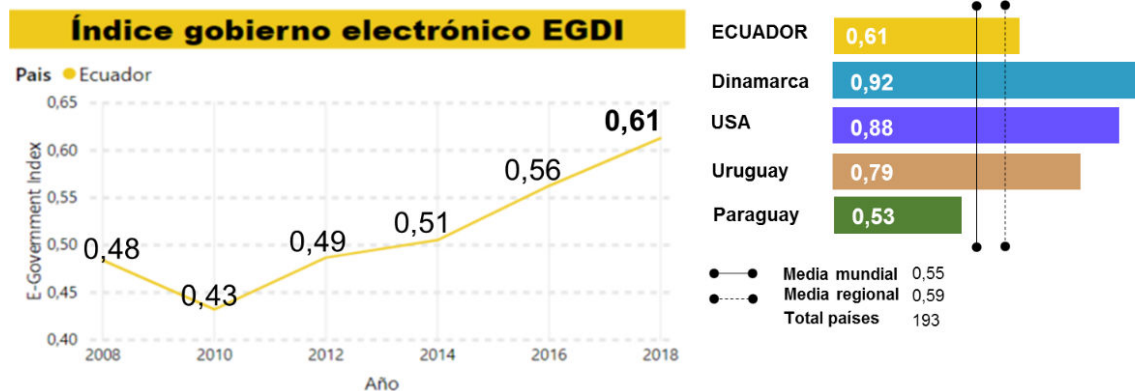 Índice gobierno electrónico EGDI
Pais Ecuador
E-Government Index
0,65
0,60
0,55
0,50
0,45
0,40
0,48
0,43
0,49
0,51
0,56
0,61
2008 2010 2012 2014 2016 2018
Año
ECUADOR 0,61
Dinamarca 0,92
USA 0,88
Uruguay 0,79
Paraguay 0,53
Media mundial 0,55
Media regional 0,59
Total países 193